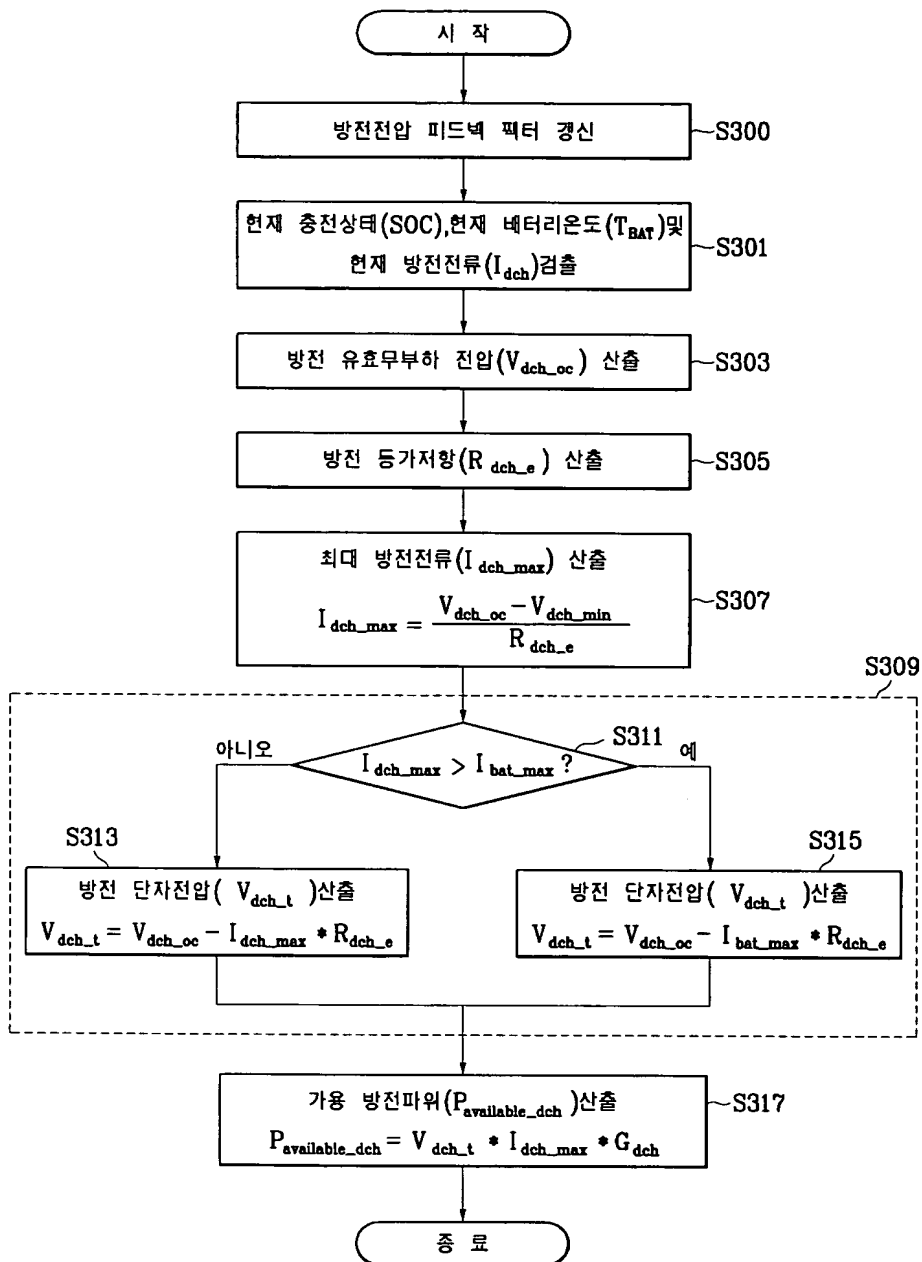 시 작
방전전압 피드백 팩터 갱신
S300
현재 충전상태(SOC),현재 배터리온도(T_BAT)및
현재 방전전류(I_dch)검출
S301
방전 유효무부하 전압(V_dch_oc) 산출
S303
방전 등가저항(R_dch_e) 산출
S305
최대 방전전류(I_dch_max) 산출
I_dch_max = (V_dch_oc − V_dch_min) / R_dch_e
S307
S309
S311
아니오
I_dch_max > I_bat_max ?
예
S313
방전 단자전압( V_dch_t )산출
V_dch_t = V_dch_oc − I_dch_max * R_dch_e
S315
방전 단자전압( V_dch_t )산출
V_dch_t = V_dch_oc − I_bat_max * R_dch_e
가용 방전파워(P_available_dch)산출
P_available_dch = V_dch_t * I_dch_max * G_dch
S317
종 료